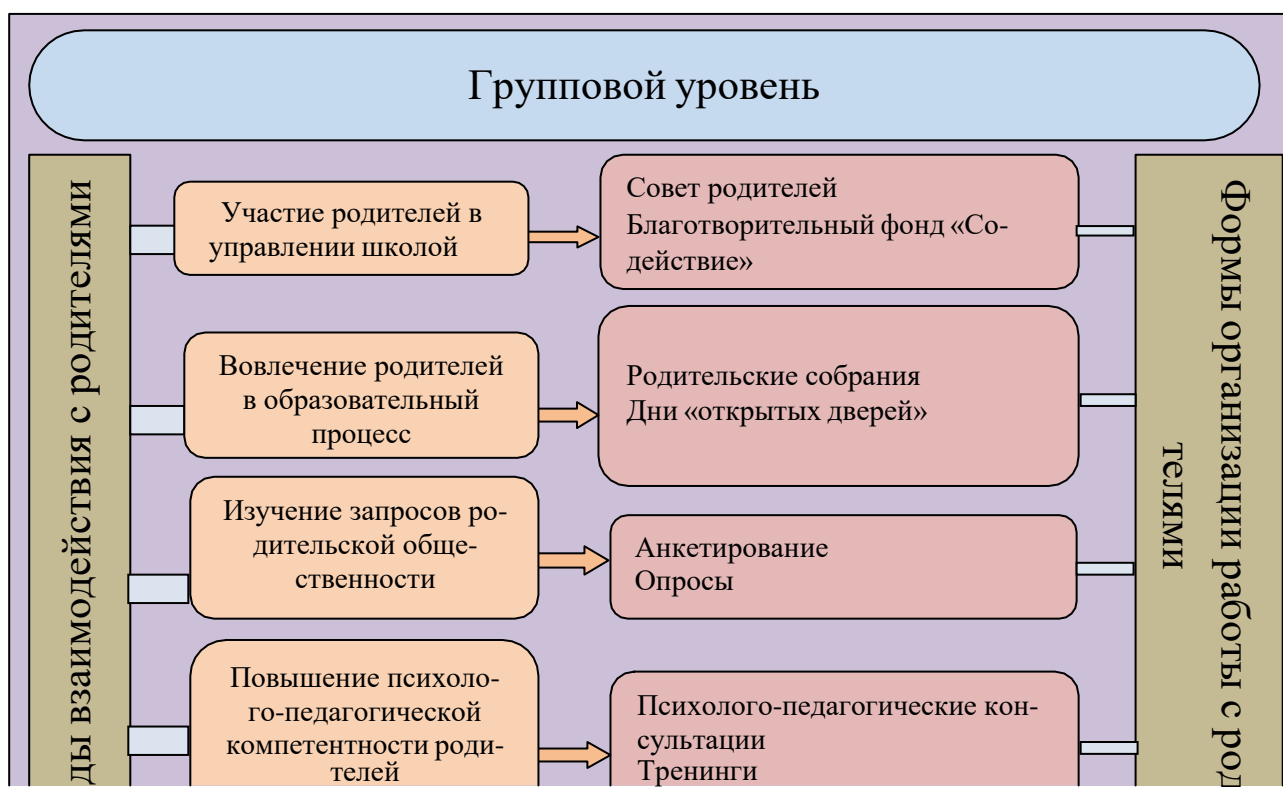 Групповой уровень
ды взаимодействия с родителями
Участие родителей в
управлении школой
Совет родителей
Благотворительный фонд «Со-
действие»
Вовлечение родителей
в образовательный
процесс
Родительские собрания
Дни «открытых дверей»
Изучение запросов ро-
дительской обще-
ственности
Анкетирование
Опросы
Повышение психоло-
го-педагогической
компетентности роди-
телей
Психолого-педагогические кон-
сультации
Тренинги
Формы организации работы с род
телями